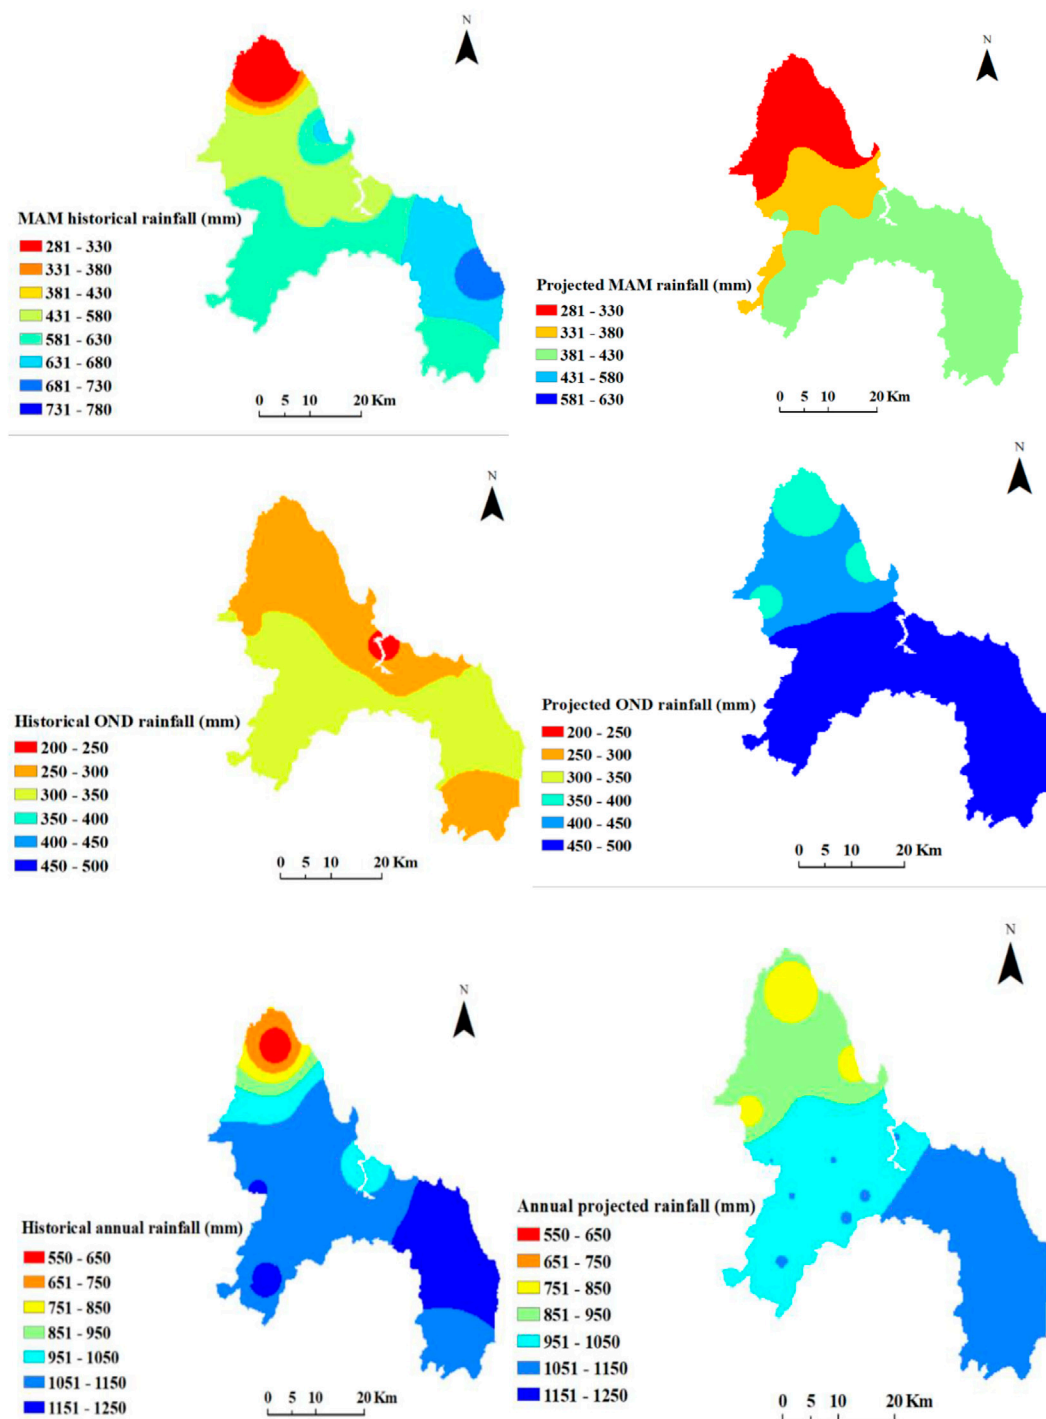 N
MAM historical rainfall (mm)
281 - 330
331 - 380
381 - 430
431 - 580
581 - 630
631 - 680
681 - 730
731 - 780
0 5 10 20 Km
N
Projected MAM rainfall (mm)
281 - 330
331 - 380
381 - 430
431 - 580
581 - 630
0 5 10 20 Km
N
Historical OND rainfall (mm)
200 - 250
250 - 300
300 - 350
350 - 400
400 - 450
450 - 500
0 5 10 20 Km
N
Projected OND rainfall (mm)
200 - 250
250 - 300
300 - 350
350 - 400
400 - 450
450 - 500
0 5 10 20 Km
N
Historical annual rainfall (mm)
550 - 650
651 - 750
751 - 850
851 - 950
951 - 1050
1051 - 1150
1151 - 1250
0 5 10 20 Km
N
Annual projected rainfall (mm)
550 - 650
651 - 750
751 - 850
851 - 950
951 - 1050
1051 - 1150
1151 - 1250
0 5 10 20 Km